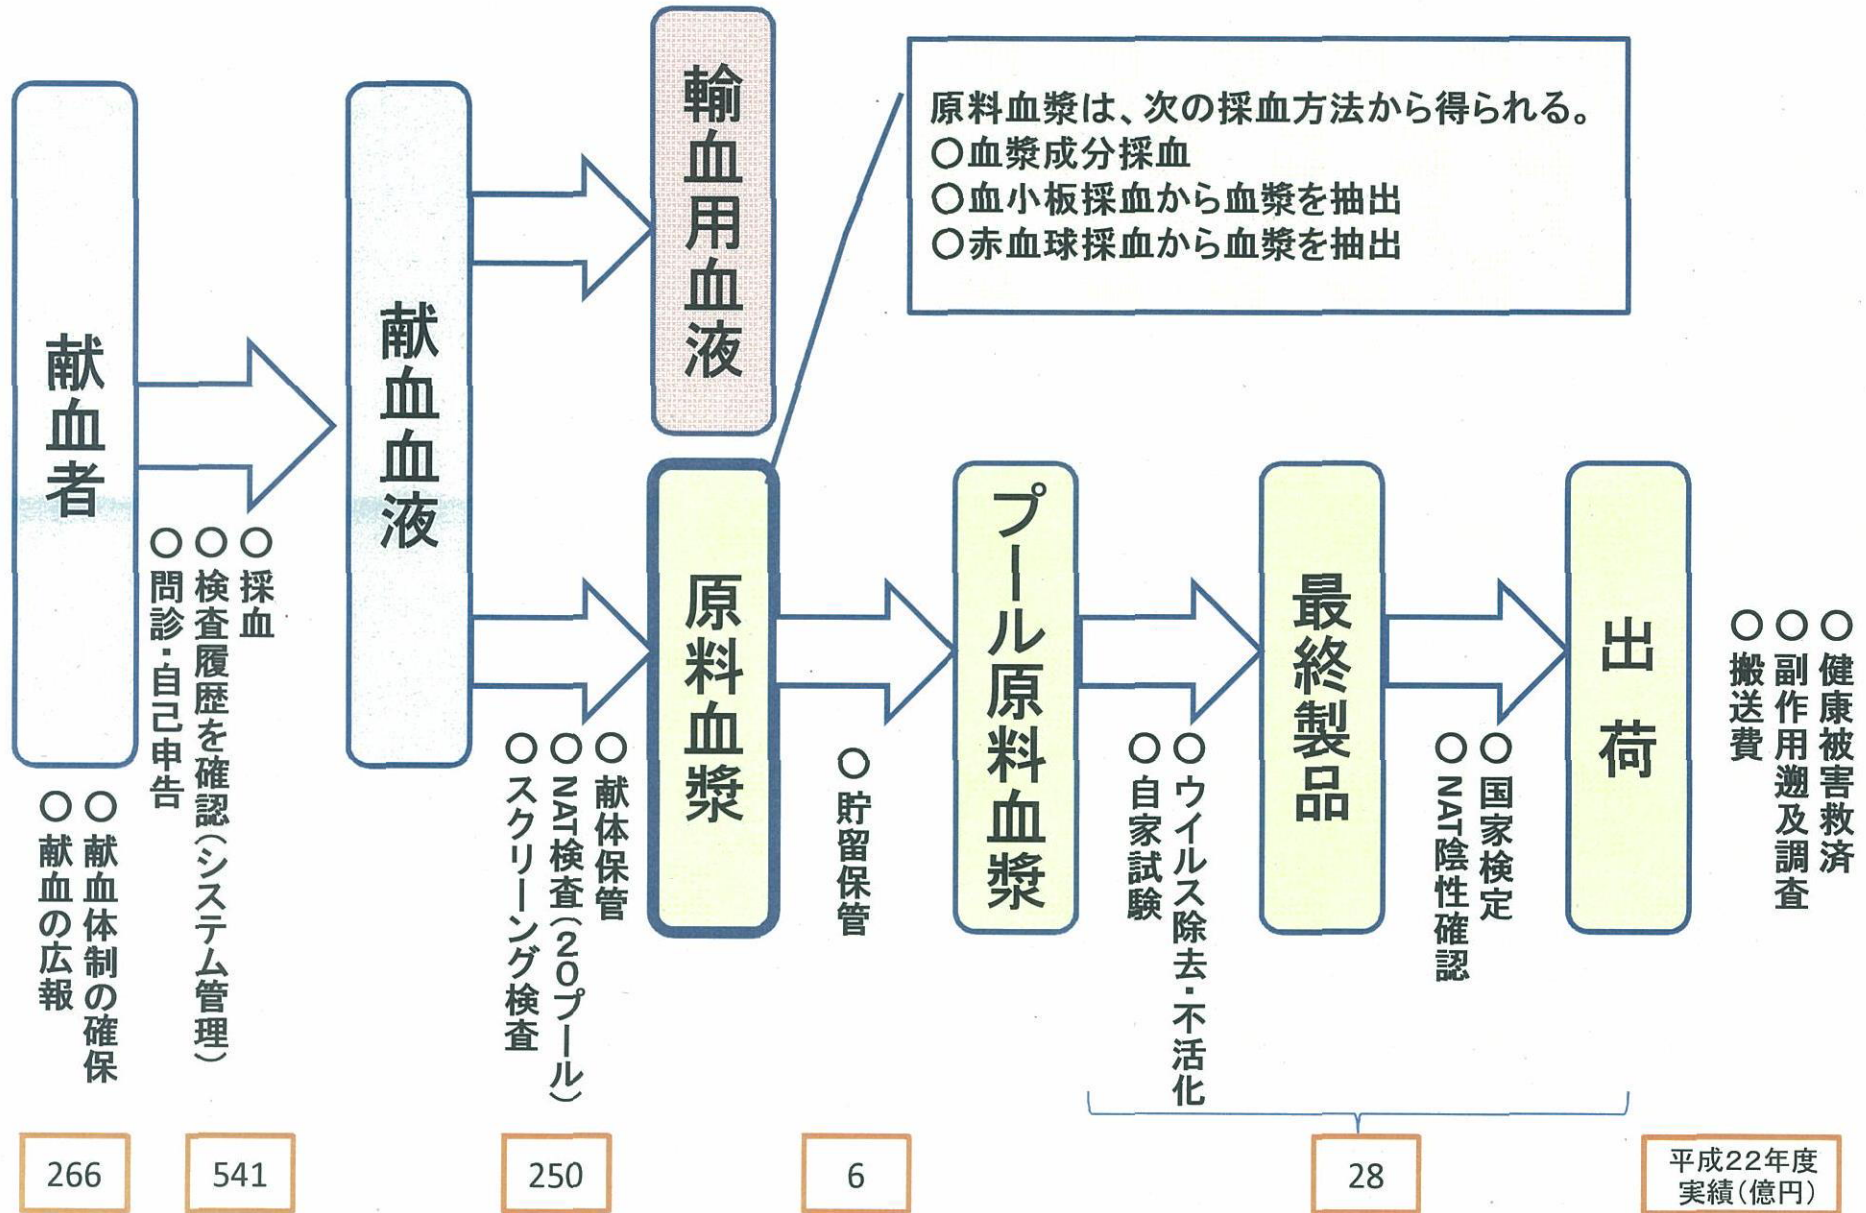 献血者
献血血液
輸血用血液
原料血漿は、次の採血方法から得られる。
○血漿成分採血
○血小板採血から血漿を抽出
○赤血球採血から血漿を抽出
原料血漿
プール原料血漿
最終製品
出荷
○献血体制の確保
○献血の広報
○採血
○検査履歴を確認(システム管理)
○問診・自己申告
○献体保管
○NAT検査(20プール)
○スクリーング検査
○貯留保管
○ウイルス除去・不活化
○自家試験
○国家検定
○NAT陰性確認
○健康被害救済
○副作用遡及調査
○搬送費
266
541
250
6
28
平成22年度
実績(億円)